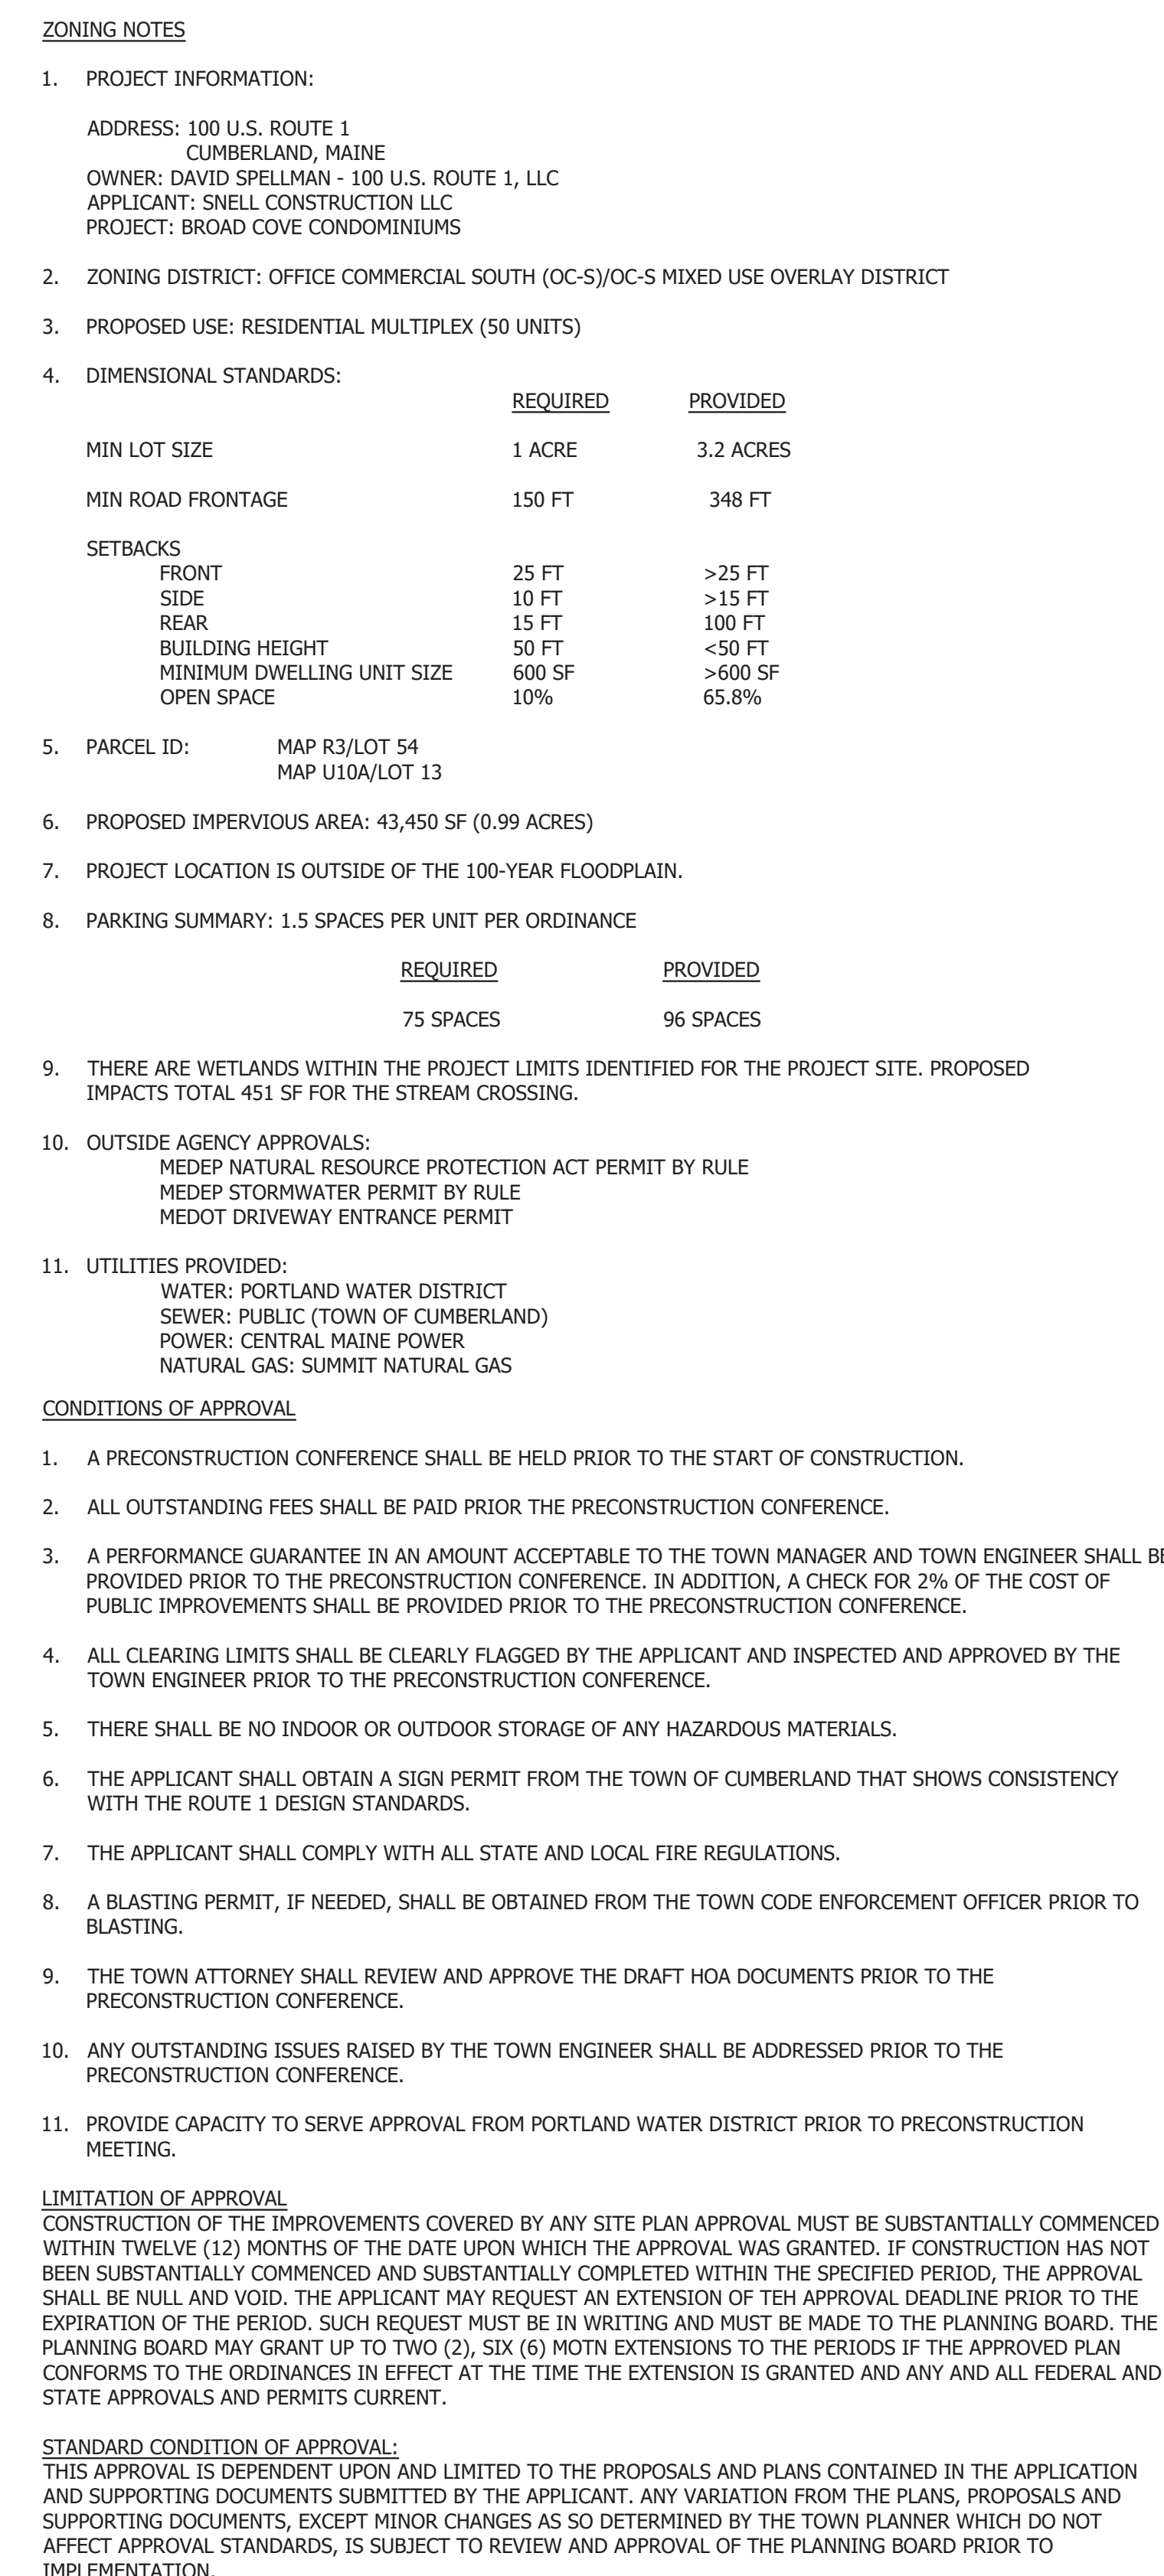 ZONING NOTES
1. PROJECT INFORMATION:
ADDRESS: 100 U.S. ROUTE 1
CUMBERLAND, MAINE
OWNER: DAVID SPELLMAN - 100 U.S. ROUTE 1, LLC
APPLICANT: SNELL CONSTRUCTION LLC
PROJECT: BROAD COVE CONDOMINIUMS
2. ZONING DISTRICT: OFFICE COMMERCIAL SOUTH (OC-S)/OC-S MIXED USE OVERLAY DISTRICT
3. PROPOSED USE: RESIDENTIAL MULTIPLEX (50 UNITS)
4. DIMENSIONAL STANDARDS:
REQUIRED PROVIDED
MIN LOT SIZE 1 ACRE 3.2 ACRES
MIN ROAD FRONTAGE 150 FT 348 FT
SETBACKS
FRONT 25 FT >25 FT
SIDE 10 FT >15 FT
REAR 15 FT 100 FT
BUILDING HEIGHT 50 FT <50 FT
MINIMUM DWELLING UNIT SIZE 600 SF >600 SF
OPEN SPACE 10% 65.8%
5. PARCEL ID: MAP R3/LOT 54
MAP U10A/LOT 13
6. PROPOSED IMPERVIOUS AREA: 43,450 SF (0.99 ACRES)
7. PROJECT LOCATION IS OUTSIDE OF THE 100-YEAR FLOODPLAIN.
8. PARKING SUMMARY: 1.5 SPACES PER UNIT PER ORDINANCE
REQUIRED PROVIDED
75 SPACES 96 SPACES
9. THERE ARE WETLANDS WITHIN THE PROJECT LIMITS IDENTIFIED FOR THE PROJECT SITE. PROPOSED
IMPACTS TOTAL 451 SF FOR THE STREAM CROSSING.
10. OUTSIDE AGENCY APPROVALS:
MEDEP NATURAL RESOURCE PROTECTION ACT PERMIT BY RULE
MEDEP STORMWATER PERMIT BY RULE
MEDOT DRIVEWAY ENTRANCE PERMIT
11. UTILITIES PROVIDED:
WATER: PORTLAND WATER DISTRICT
SEWER: PUBLIC (TOWN OF CUMBERLAND)
POWER: CENTRAL MAINE POWER
NATURAL GAS: SUMMIT NATURAL GAS
CONDITIONS OF APPROVAL
1. A PRECONSTRUCTION CONFERENCE SHALL BE HELD PRIOR TO THE START OF CONSTRUCTION.
2. ALL OUTSTANDING FEES SHALL BE PAID PRIOR THE PRECONSTRUCTION CONFERENCE.
3. A PERFORMANCE GUARANTEE IN AN AMOUNT ACCEPTABLE TO THE TOWN MANAGER AND TOWN ENGINEER SHALL BE
PROVIDED PRIOR TO THE PRECONSTRUCTION CONFERENCE. IN ADDITION, A CHECK FOR 2% OF THE COST OF
PUBLIC IMPROVEMENTS SHALL BE PROVIDED PRIOR TO THE PRECONSTRUCTION CONFERENCE.
4. ALL CLEARING LIMITS SHALL BE CLEARLY FLAGGED BY THE APPLICANT AND INSPECTED AND APPROVED BY THE
TOWN ENGINEER PRIOR TO THE PRECONSTRUCTION CONFERENCE.
5. THERE SHALL BE NO INDOOR OR OUTDOOR STORAGE OF ANY HAZARDOUS MATERIALS.
6. THE APPLICANT SHALL OBTAIN A SIGN PERMIT FROM THE TOWN OF CUMBERLAND THAT SHOWS CONSISTENCY
WITH THE ROUTE 1 DESIGN STANDARDS.
7. THE APPLICANT SHALL COMPLY WITH ALL STATE AND LOCAL FIRE REGULATIONS.
8. A BLASTING PERMIT, IF NEEDED, SHALL BE OBTAINED FROM THE TOWN CODE ENFORCEMENT OFFICER PRIOR TO
BLASTING.
9. THE TOWN ATTORNEY SHALL REVIEW AND APPROVE THE DRAFT HOA DOCUMENTS PRIOR TO THE
PRECONSTRUCTION CONFERENCE.
10. ANY OUTSTANDING ISSUES RAISED BY THE TOWN ENGINEER SHALL BE ADDRESSED PRIOR TO THE
PRECONSTRUCTION CONFERENCE.
11. PROVIDE CAPACITY TO SERVE APPROVAL FROM PORTLAND WATER DISTRICT PRIOR TO PRECONSTRUCTION
MEETING.
LIMITATION OF APPROVAL
CONSTRUCTION OF THE IMPROVEMENTS COVERED BY ANY SITE PLAN APPROVAL MUST BE SUBSTANTIALLY COMMENCED
WITHIN TWELVE (12) MONTHS OF THE DATE UPON WHICH THE APPROVAL WAS GRANTED. IF CONSTRUCTION HAS NOT
BEEN SUBSTANTIALLY COMMENCED AND SUBSTANTIALLY COMPLETED WITHIN THE SPECIFIED PERIOD, THE APPROVAL
SHALL BE NULL AND VOID. THE APPLICANT MAY REQUEST AN EXTENSION OF TEH APPROVAL DEADLINE PRIOR TO THE
EXPIRATION OF THE PERIOD. SUCH REQUEST MUST BE IN WRITING AND MUST BE MADE TO THE PLANNING BOARD. THE
PLANNING BOARD MAY GRANT UP TO TWO (2), SIX (6) MOTN EXTENSIONS TO THE PERIODS IF THE APPROVED PLAN
CONFORMS TO THE ORDINANCES IN EFFECT AT THE TIME THE EXTENSION IS GRANTED AND ANY AND ALL FEDERAL AND
STATE APPROVALS AND PERMITS CURRENT.
STANDARD CONDITION OF APPROVAL:
THIS APPROVAL IS DEPENDENT UPON AND LIMITED TO THE PROPOSALS AND PLANS CONTAINED IN THE APPLICATION
AND SUPPORTING DOCUMENTS SUBMITTED BY THE APPLICANT. ANY VARIATION FROM THE PLANS, PROPOSALS AND
SUPPORTING DOCUMENTS, EXCEPT MINOR CHANGES AS SO DETERMINED BY THE TOWN PLANNER WHICH DO NOT
AFFECT APPROVAL STANDARDS, IS SUBJECT TO REVIEW AND APPROVAL OF THE PLANNING BOARD PRIOR TO
IMPLEMENTATION.